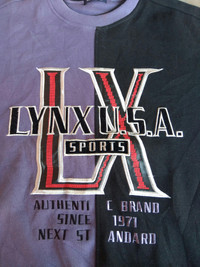 LX
LYNX U.S.A.
SPORTS
AUTHENTI C BRAND
SINCE 1971
NEXT ST ANDARD